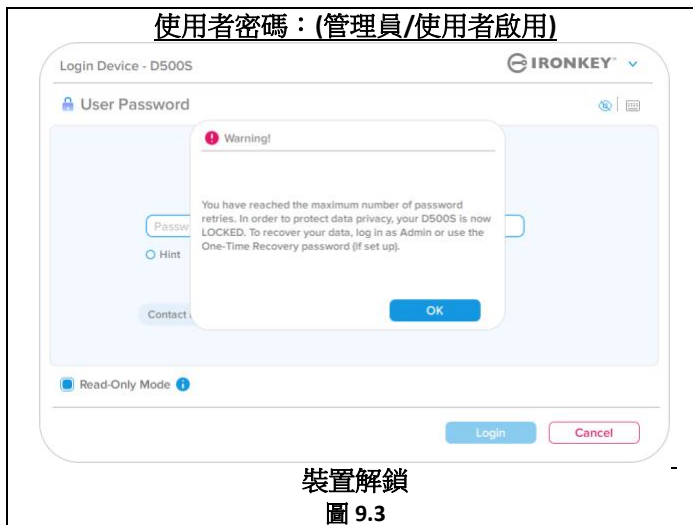 使用者密碼：(管理員/使用者啟用)
Login Device - D500S
IRONKEY
User Password
Warning!
You have reached the maximum number of password
retries. In order to protect data privacy, your D500S is now
LOCKED. To recover your data, log in as Admin or use the
One-Time Recovery password (if set up).
Passw
Hint
OK
Contact
Read-Only Mode
Login
Cancel
裝置解鎖
圖 9.3